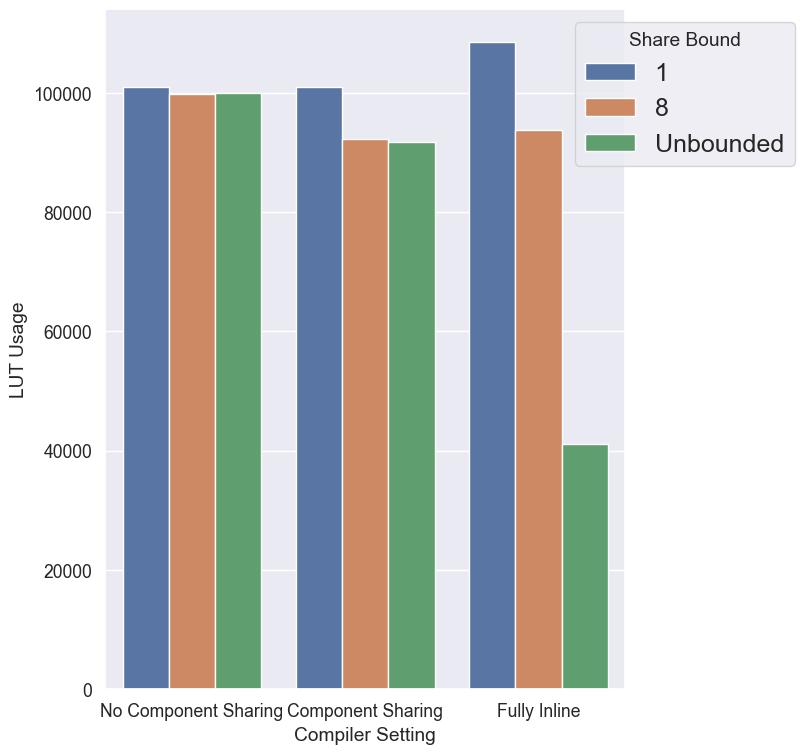 Share Bound
1
8
Unbounded
LUT Usage
100000
80000
60000
40000
20000
0
No Component Sharing
Component Sharing
Fully Inline
Compiler Setting